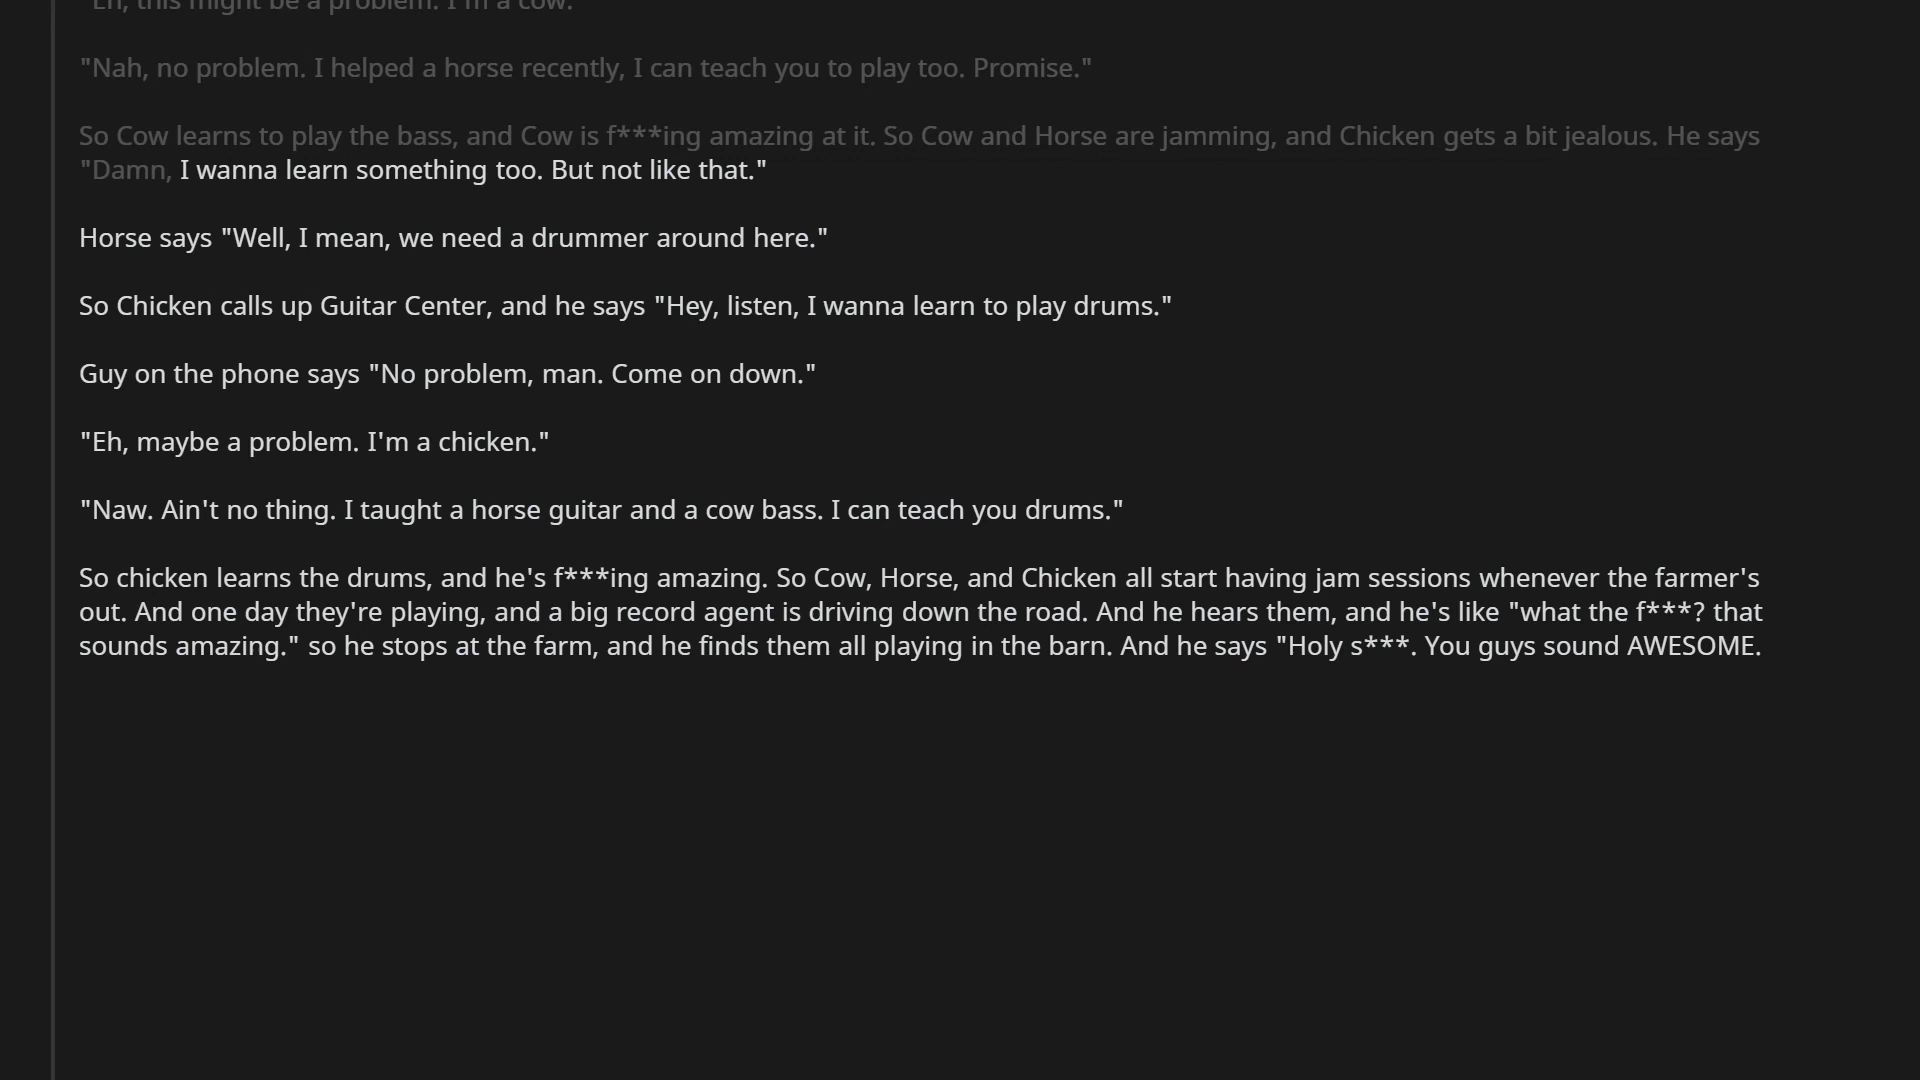 "Eh, this might be a problem. I'm a cow.
"Nah, no problem. I helped a horse recently, I can teach you to play too. Promise."
So Cow learns to play the bass, and Cow is f***ing amazing at it. So Cow and Horse are jamming, and Chicken gets a bit jealous. He says
"Damn, I wanna learn something too. But not like that."
Horse says "Well, I mean, we need a drummer around here."
So Chicken calls up Guitar Center, and he says "Hey, listen, I wanna learn to play drums."
Guy on the phone says "No problem, man. Come on down."
"Eh, maybe a problem. I'm a chicken."
"Naw. Ain't no thing. I taught a horse guitar and a cow bass. I can teach you drums."
So chicken learns the drums, and he's f***ing amazing. So Cow, Horse, and Chicken all start having jam sessions whenever the farmer's
out. And one day they're playing, and a big record agent is driving down the road. And he hears them, and he's like "what the f***? that
sounds amazing." so he stops at the farm, and he finds them all playing in the barn. And he says "Holy s***. You guys sound AWESOME.